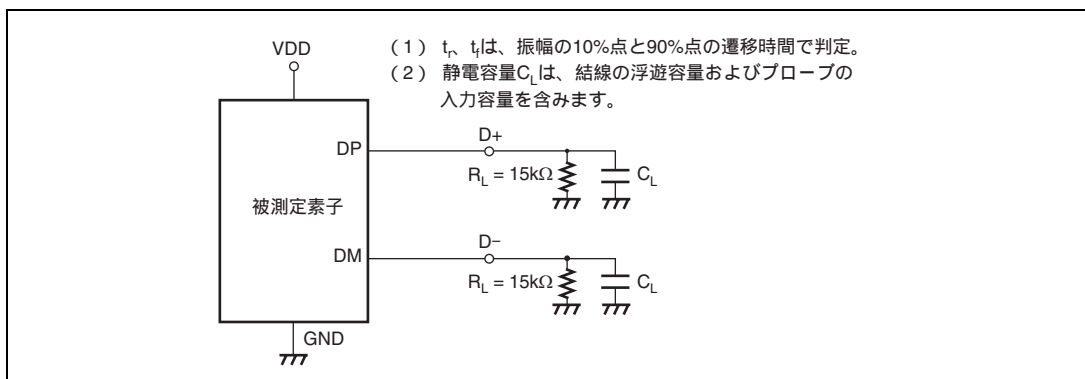 (1) tr、tfは、振幅の10%点と90%点の遷移時間で判定。
(2) 静電容量CLは、結線の浮遊容量およびプローブの
入力容量を含みます。
VDD
DP
D+
RL = 15kΩ
CL
被測定素子
DM
D−
RL = 15kΩ
CL
GND